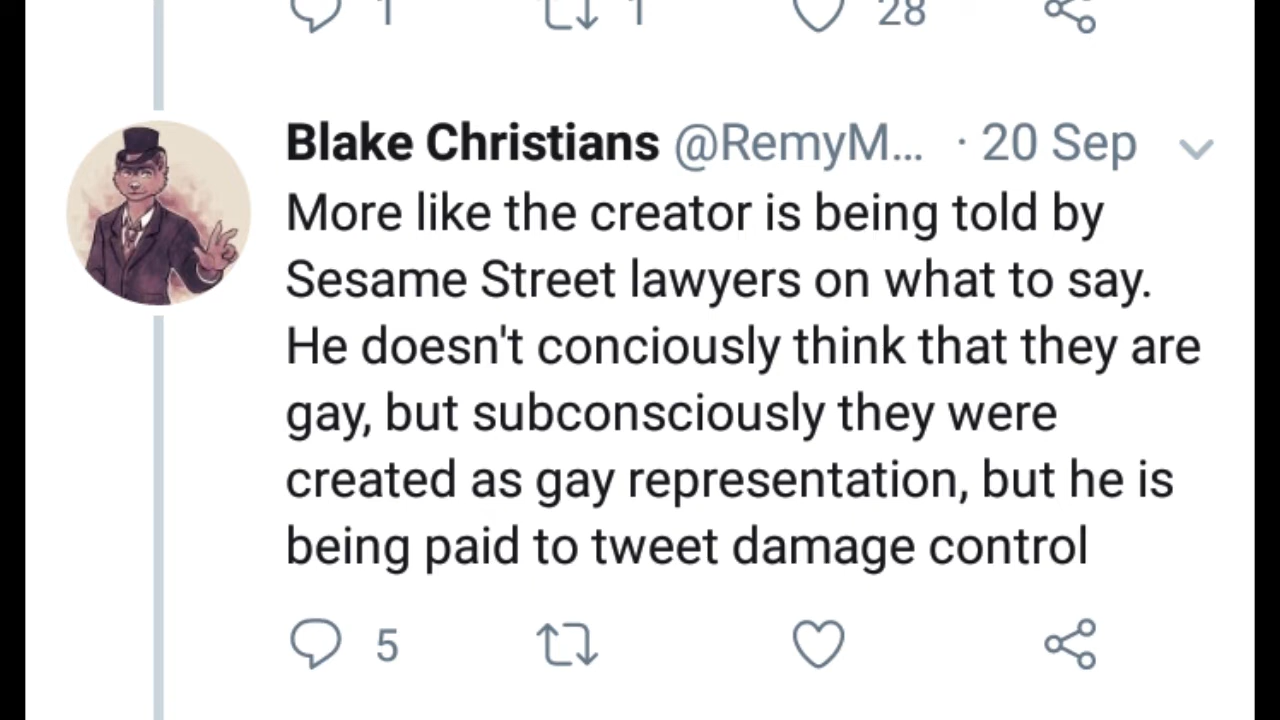 1 1 28
Blake Christians @RemyM... · 20 Sep
More like the creator is being told by
Sesame Street lawyers on what to say.
He doesn't conciously think that they are
gay, but subconsciously they were
created as gay representation, but he is
being paid to tweet damage control
5